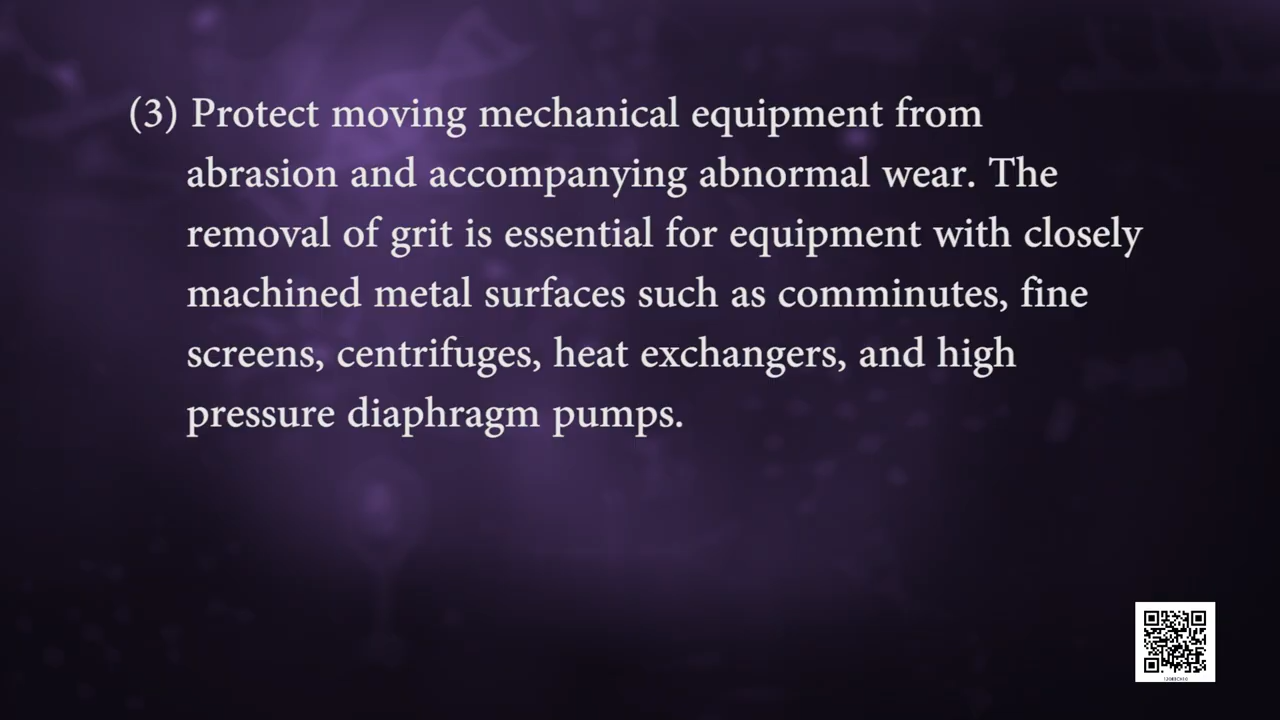 (3) Protect moving mechanical equipment from
abrasion and accompanying abnormal wear. The
removal of grit is essential for equipment with closely
machined metal surfaces such as comminutes, fine
screens, centrifuges, heat exchangers, and high
pressure diaphragm pumps.